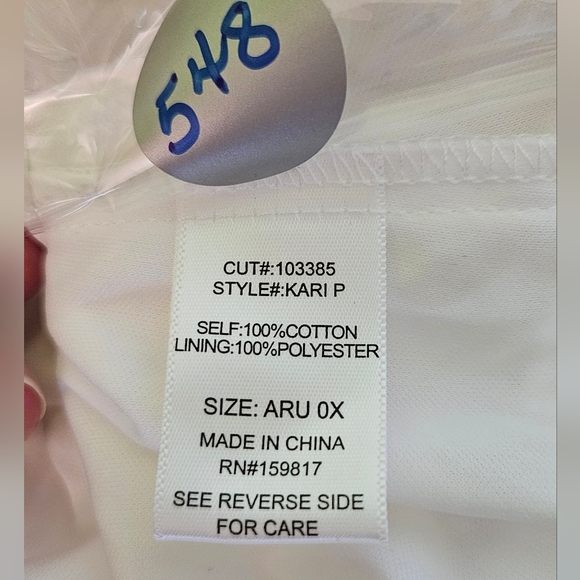 548
CUT#:103385
STYLE#:KARI P
SELF:100%COTTON
LINING:100%POLYESTER
SIZE: ARU 0X
MADE IN CHINA
RN#159817
SEE REVERSE SIDE
FOR CARE